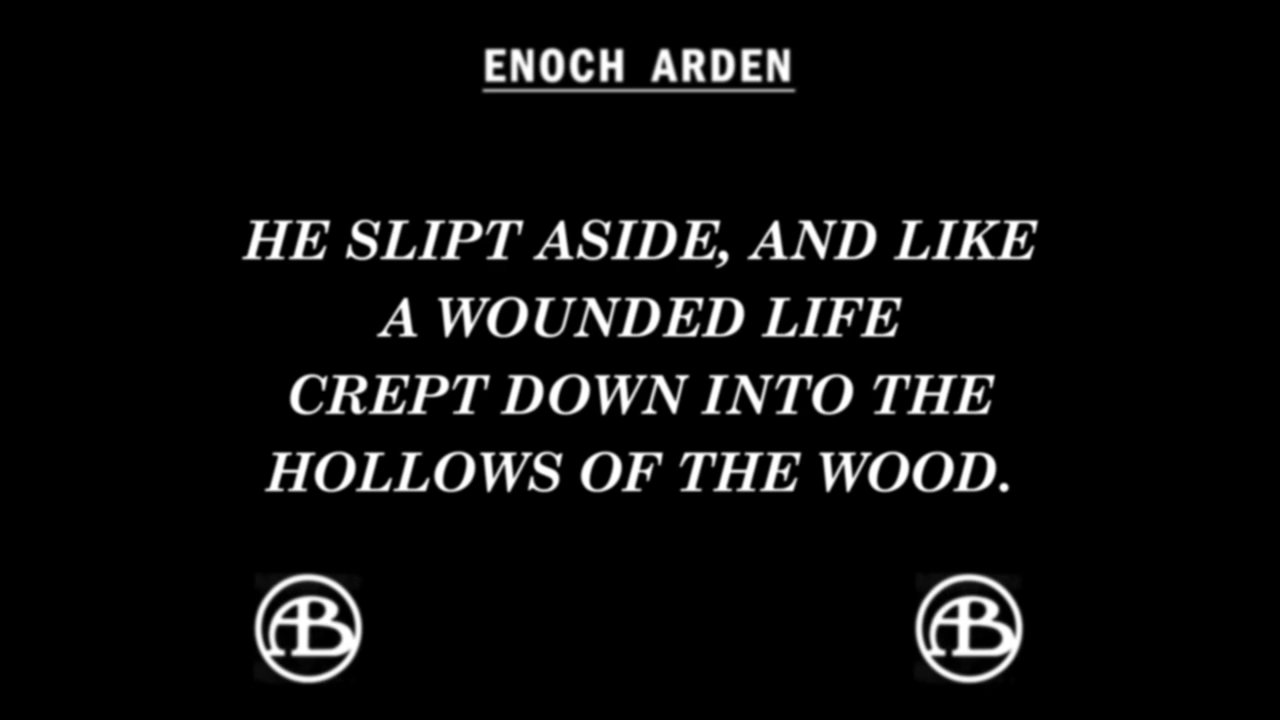 ENOCH ARDEN
HE SLIPT ASIDE, AND LIKE
A WOUNDED LIFE
CREPT DOWN INTO THE
HOLLOWS OF THE WOOD.
AB
AB